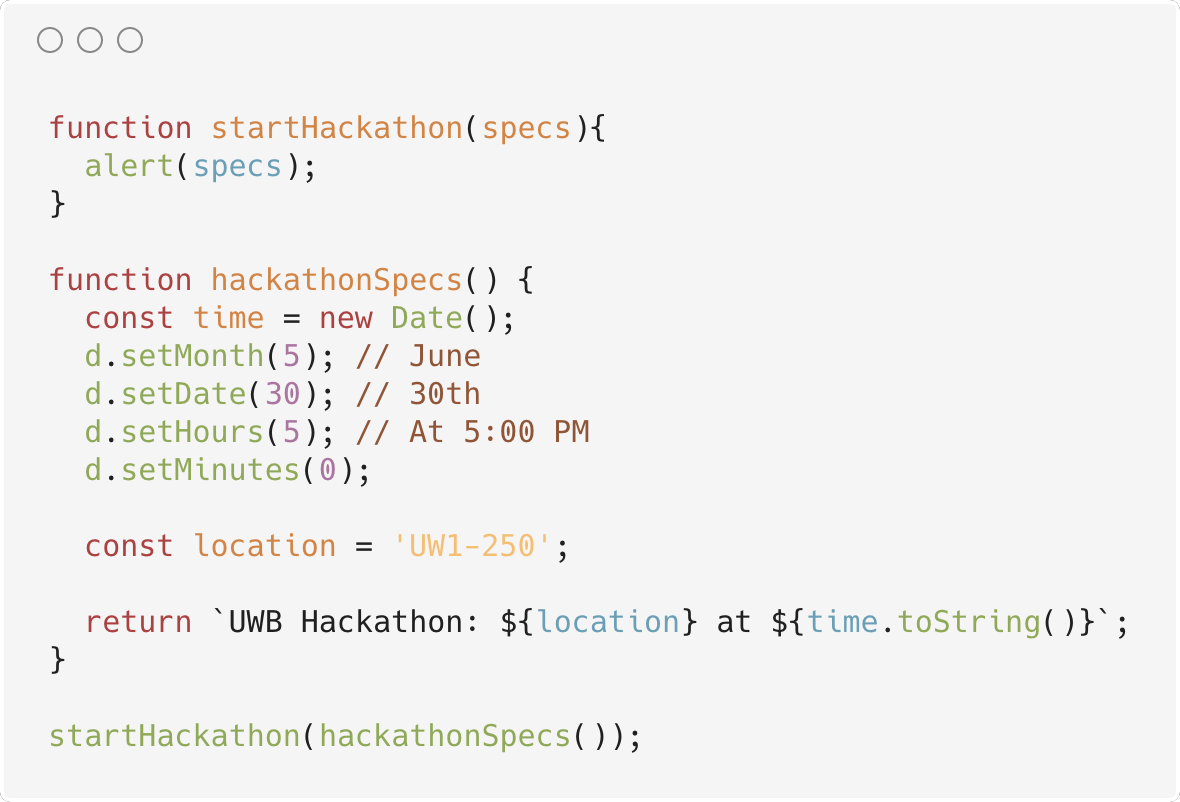 function startHackathon(specs){
  alert(specs);
}
function hackathonSpecs() {
  const time = new Date();
  d.setMonth(5); // June
  d.setDate(30); // 30th
  d.setHours(5); // At 5:00 PM
  d.setMinutes(0);
  const location = 'UW1-250';
  return `UWB Hackathon: ${location} at ${time.toString()}`;
}
startHackathon(hackathonSpecs());